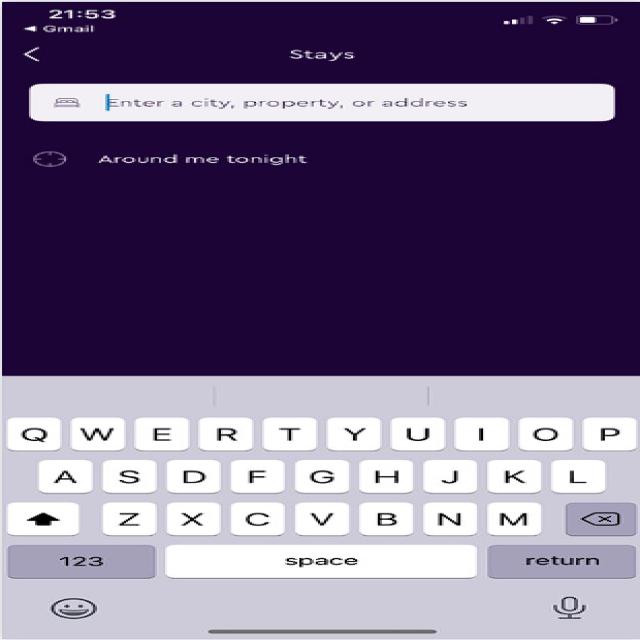 21:53
◀ Gmail
Stays
Enter a city, property, or address
Around me tonight
Q W E R T Y U I O P
A S D F G H J K L
Z X C V B N M
123 space return